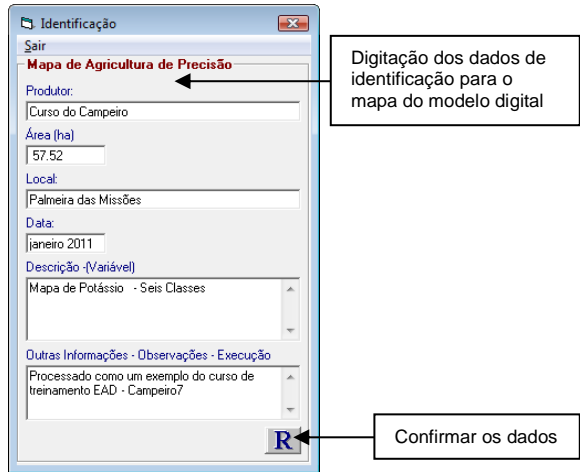 Identificação
Sair
Mapa de Agricultura de Precisão
Produtor:
Curso do Campeiro
Área (ha)
57.52
Local:
Palmeira das Missões
Data:
janeiro 2011
Descrição -(Variável)
Mapa de Potássio - Seis Classes
Outras Informações - Observações - Execução
Processado como um exemplo do curso de
treinamento EAD - Campeiro7
R
Digitação dos dados de
identificação para o
mapa do modelo digital
Confirmar os dados